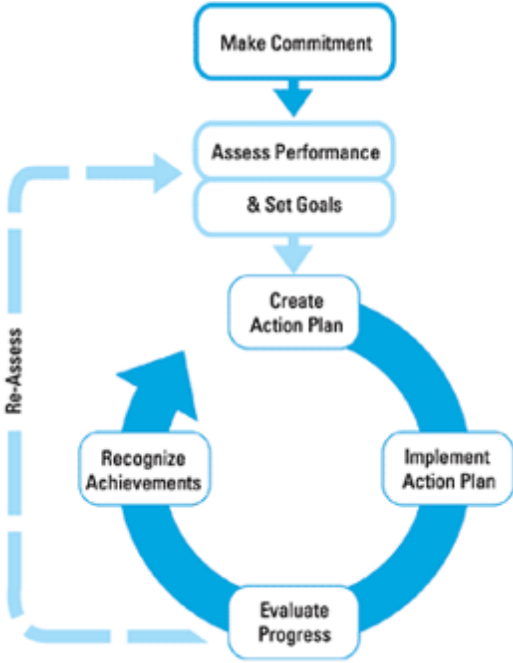 Make Commitment
Assess Performance
& Set Goals
Create
Action Plan
Implement
Action Plan
Evaluate
Progress
Recognize
Achievements
Re-Assess